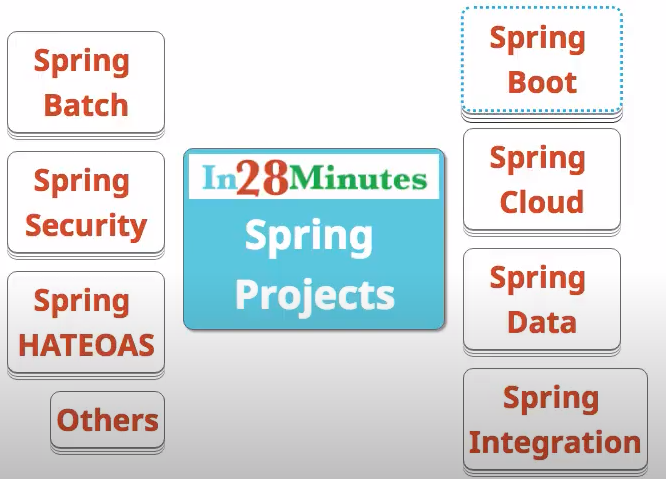 Spring
Batch
Spring
Security
Spring
HATEOAS
Others
In28Minutes
Spring
Projects
Spring
Boot
Spring
Cloud
Spring
Data
Spring
Integration